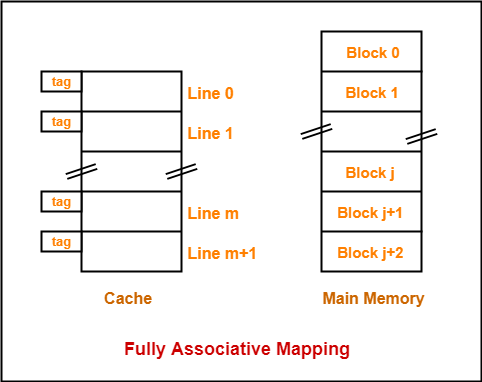 Block 0
tag
Line 0
Block 1
tag
Line 1
Block j
tag
Line m
Block j+1
tag
Line m+1
Block j+2
Cache
Main Memory
Fully Associative Mapping